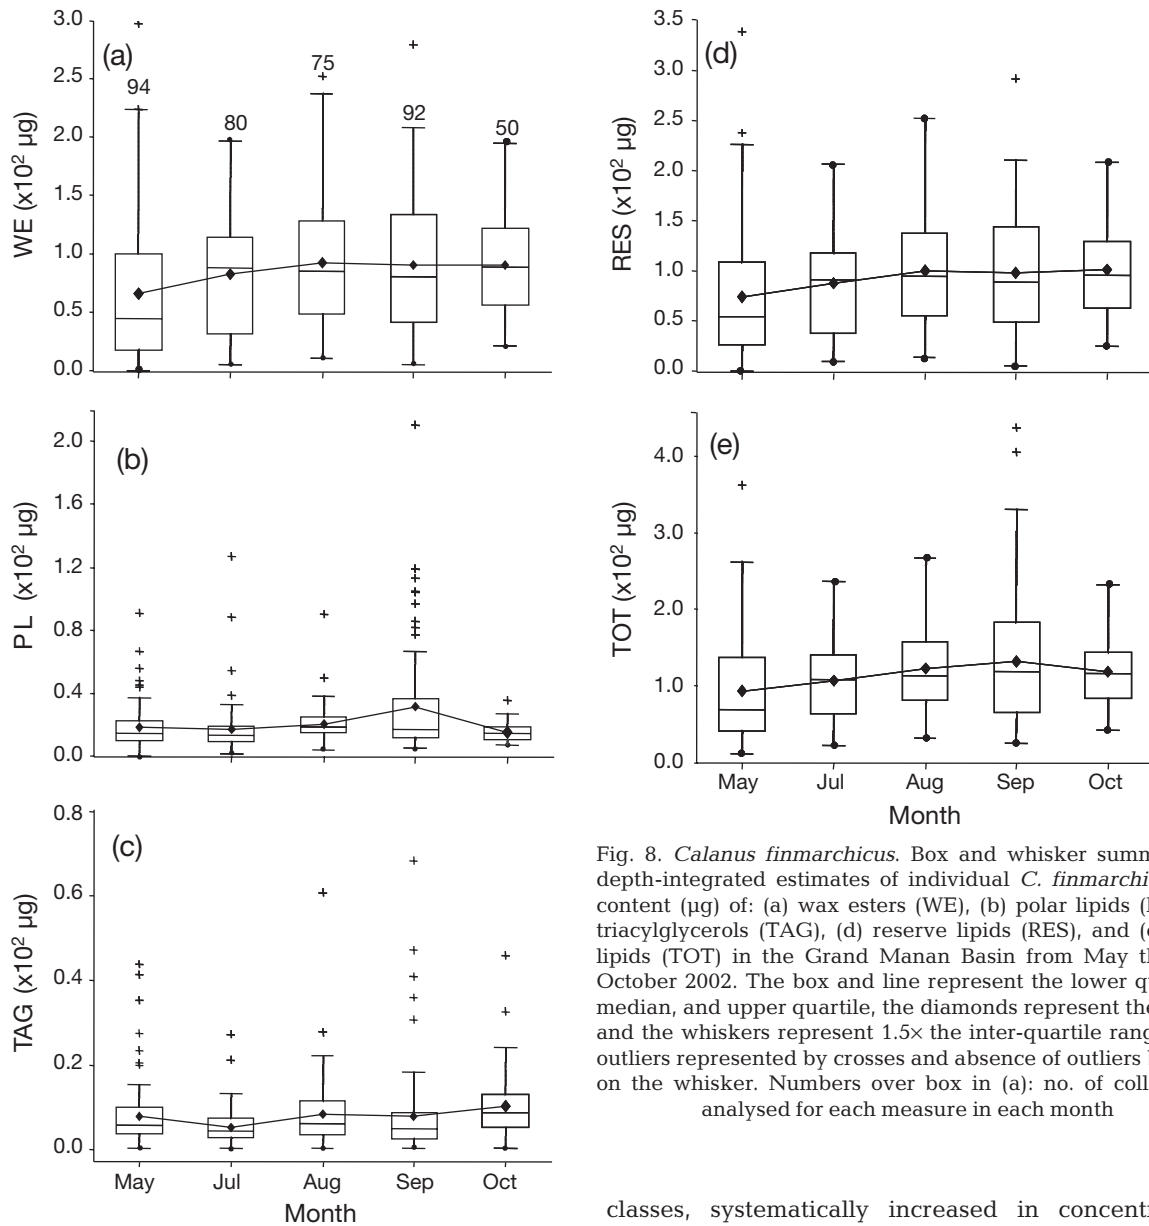 3.0
(a)
2.5
94
80
75
92
50
2.0
1.5
1.0
0.5
0.0
WE (x10² µg)
(b)
2.0
1.6
1.2
0.8
0.4
0.0
PL (x10² µg)
(c)
0.8
0.6
0.4
0.2
0.0
TAG (x10² µg)
May Jul Aug Sep Oct
Month
3.5
(d)
3.0
2.5
2.0
1.5
1.0
0.5
0.0
RES (x10² µg)
(e)
4.0
3.0
2.0
1.0
0.0
TOT (x10² µg)
May Jul Aug Sep Oct
Month
Fig. 8. Calanus finmarchicus. Box and whisker
depth-integrated estimates of individual C.
content (µg) of: (a) wax esters (WE), (b) polar lipids
triacylglycerols (TAG), (d) reserve lipids (RES), and
lipids (TOT) in the Grand Manan Basin from May
October 2002. The box and line represent the lower
median, and upper quartile, the diamonds represent
and the whiskers represent 1.5× the inter-quartile
outliers represented by crosses and absence of outliers
on the whisker. Numbers over box in (a): no. of
analysed for each measure in each month
classes, systematically increased in